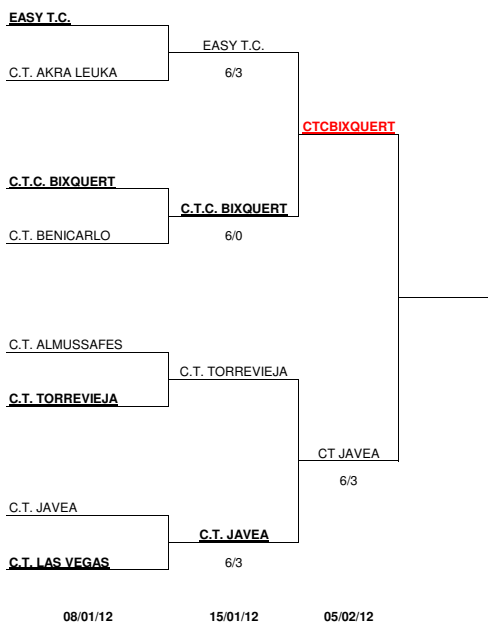 EASY T.C.
EASY T.C.
C.T. AKRA LEUKA
6/3
CTCBIXQUERT
C.T.C. BIXQUERT
C.T.C. BIXQUERT
C.T. BENICARLO
6/0
C.T. ALMUSSAFES
C.T. TORREVIEJA
C.T. TORREVIEJA
CT JAVEA
6/3
C.T. JAVEA
C.T. JAVEA
C.T. LAS VEGAS
6/3
08/01/12 15/01/12 05/02/12